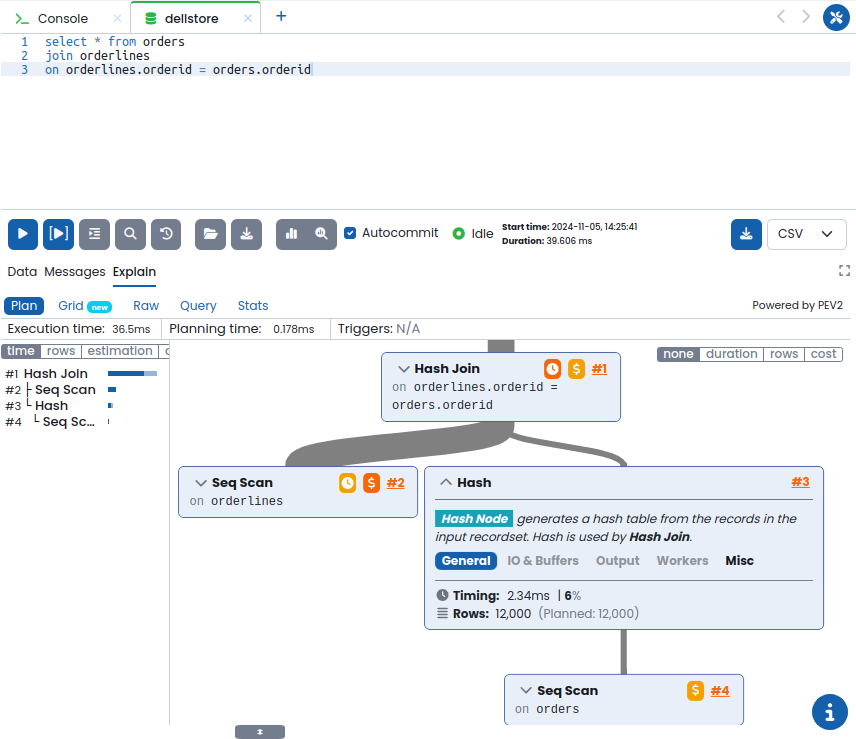 Console
dellstore
1 select * from orders
2 join orderlines
3 on orderlines.orderid = orders.orderid
Autocommit
Idle
Start time: 2024-11-05, 14:25:41
Duration: 39.606 ms
CSV
Data Messages Explain
Plan Grid new Raw Query Stats
Powered by PEV2
Execution time: 36.5ms Planning time: 0.178ms Triggers: N/A
time rows estimation
none duration rows cost
#1 Hash Join
#2 Seq Scan
#3 Hash
#4 Seq Sc...
Hash Join $ #1
on orderlines.orderid =
orders.orderid
Seq Scan $ #2
on orderlines
Hash #3
Hash Node generates a hash table from the records in the
input recordset. Hash is used by Hash Join.
General IO & Buffers Output Workers Misc
Timing: 2.34ms | 6%
Rows: 12,000 (Planned: 12,000)
Seq Scan $ #4
on orders